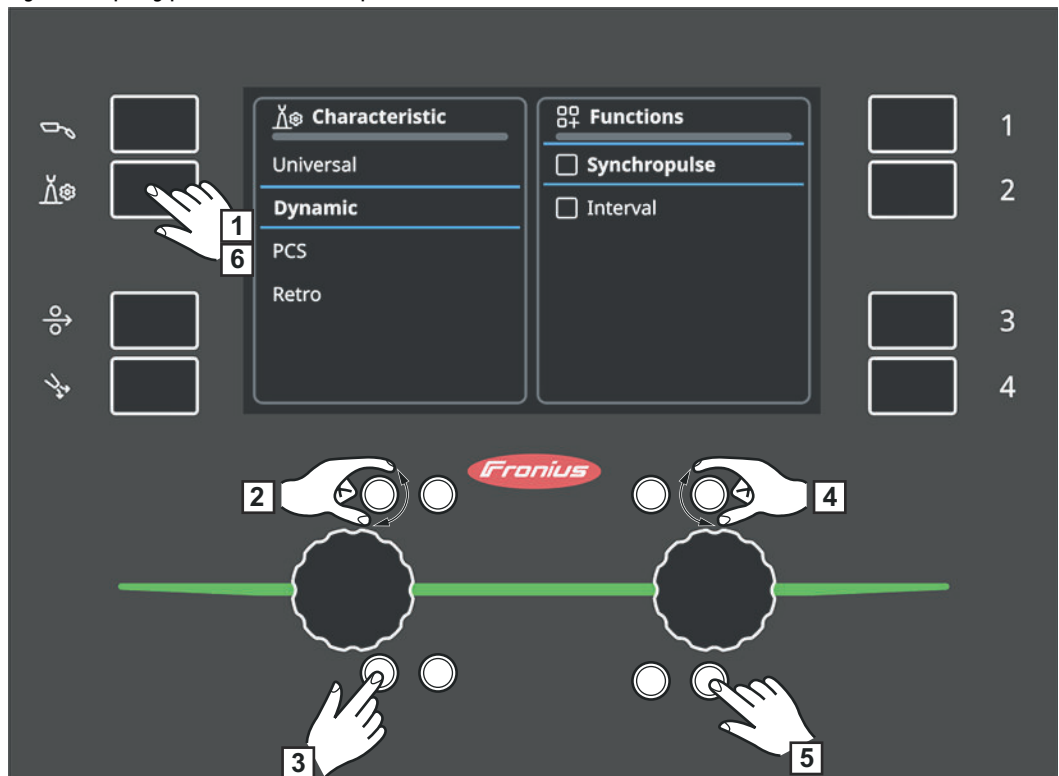 Characteristic
Universal
Dynamic
PCS
Retro
Functions
Synchropulse
Interval
1
2
3
4
1
6
Fronius
2
4
3
5